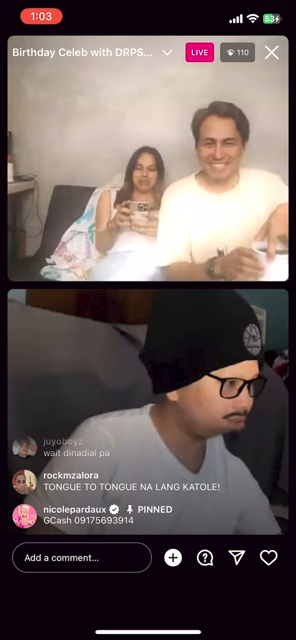 1:03
53
Birthday Celeb with DRPS...
LIVE
110
juyoboyz
wait dinadial pa
rockmzalora
TONGUE TO TONGUE NA LANG KATOLE!
nicolepardaux PINNED
GCash 09175693914
Add a comment...